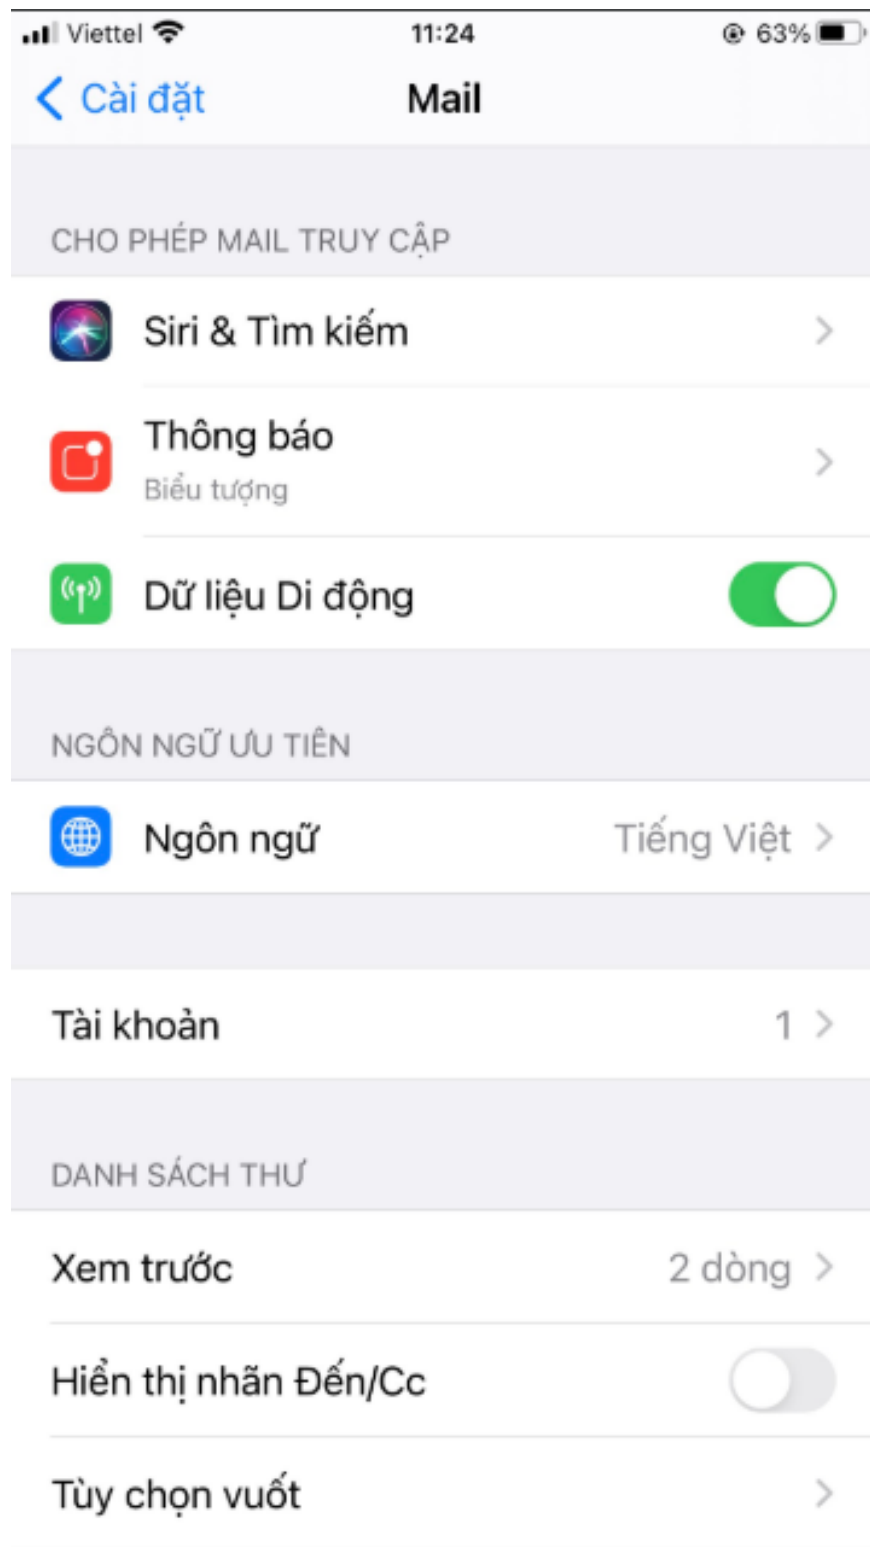 Viettel 11:24 63%
Cài đặt Mail
CHO PHÉP MAIL TRUY CẬP
Siri & Tìm kiếm
Thông báo
Biểu tượng
Dữ liệu Di động
NGÔN NGỮ ƯU TIÊN
Ngôn ngữ Tiếng Việt
Tài khoản 1
DANH SÁCH THƯ
Xem trước 2 dòng
Hiển thị nhãn Đến/Cc
Tùy chọn vuốt